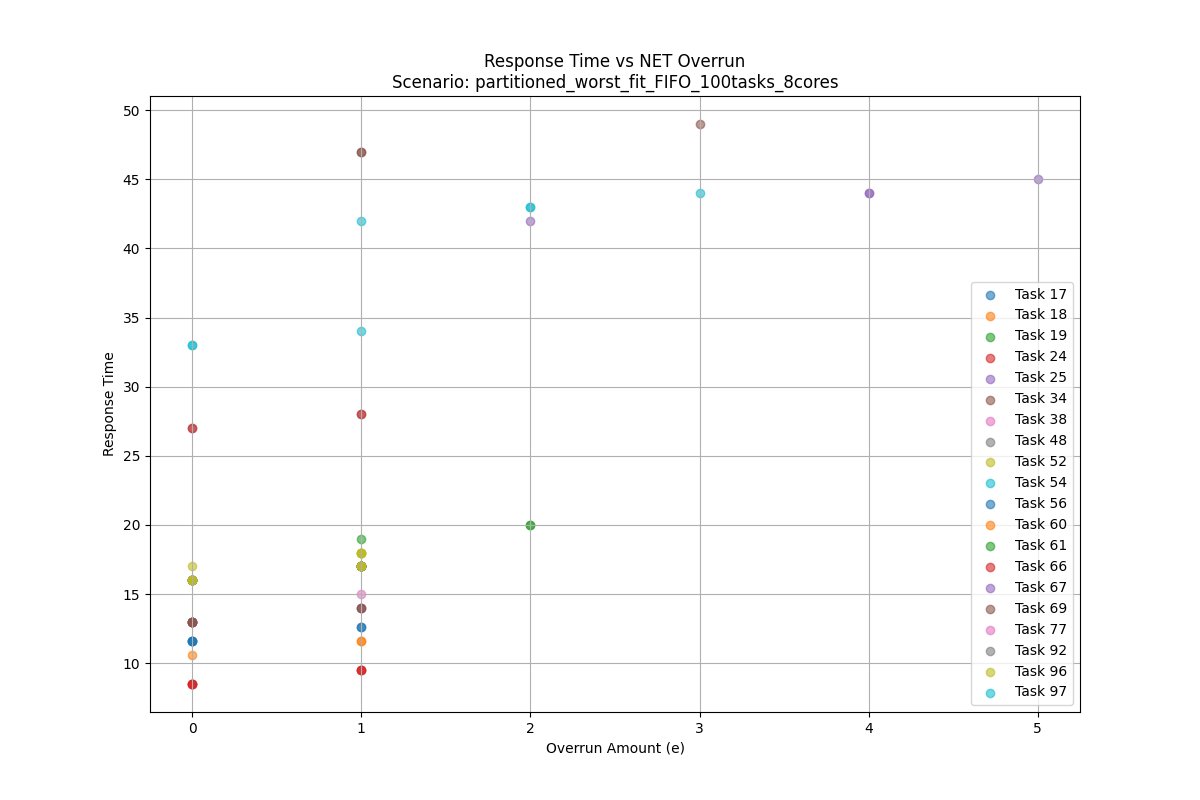 Response Time vs NET Overrun
Scenario: partitioned_worst_fit_FIFO_100tasks_8cores
50
45
40
35
30
25
20
15
10
Response Time
Task 17
Task 18
Task 19
Task 24
Task 25
Task 34
Task 38
Task 48
Task 52
Task 54
Task 56
Task 60
Task 61
Task 66
Task 67
Task 69
Task 77
Task 92
Task 96
Task 97
0 1 2 3 4 5
Overrun Amount (e)